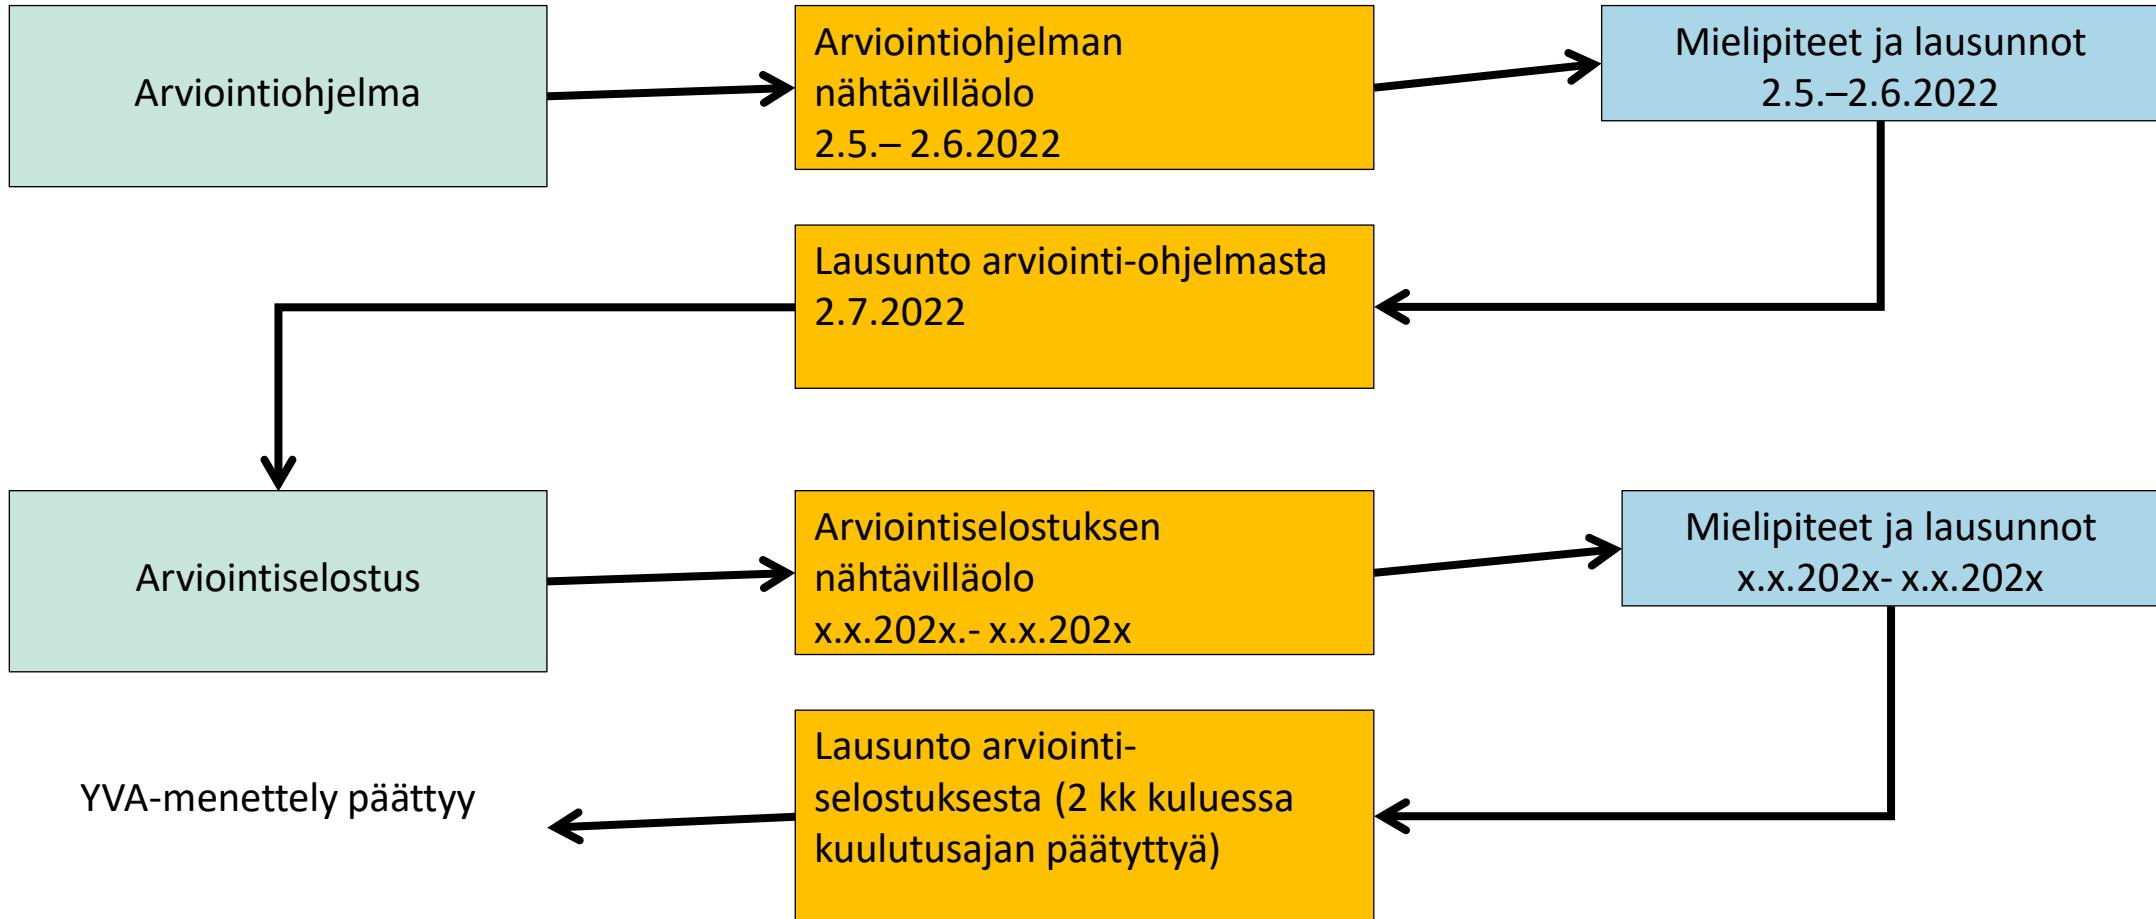 Arviointiohjelma
Arviointiohjelman
nähtävilläolo
2.5.– 2.6.2022
Mielipiteet ja lausunnot
2.5.–2.6.2022
Lausunto arviointi-ohjelmasta
2.7.2022
Arviointiselostus
Arviointiselostuksen
nähtävilläolo
x.x.202x.- x.x.202x
Mielipiteet ja lausunnot
x.x.202x- x.x.202x
YVA-menettely päättyy
Lausunto arviointi-
selostuksesta (2 kk kuluessa
kuulutusajan päätyttyä)